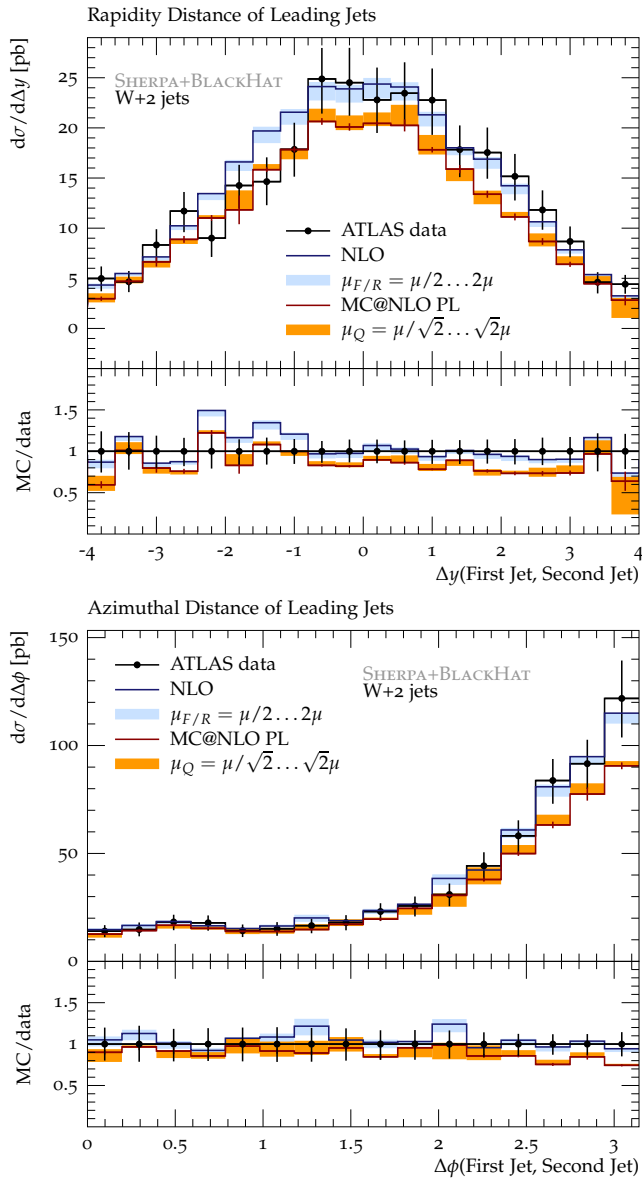 Rapidity Distance of Leading Jets
dσ/dΔy [pb]
SHERPA+BLACKHAT
W+2 jets
25
20
15
10
5
0
ATLAS data
NLO
μF/R = μ/2 . . . 2μ
MC@NLO PL
μQ = μ/√2 . . . √2μ
MC/data
1.5
1
0.5
-4 -3 -2 -1 0 1 2 3 4
Δy(First Jet, Second Jet)
Azimuthal Distance of Leading Jets
dσ/dΔϕ [pb]
150
100
50
0
ATLAS data
NLO
μF/R = μ/2 . . . 2μ
MC@NLO PL
μQ = μ/√2 . . . √2μ
SHERPA+BLACKHAT
W+2 jets
MC/data
1.5
1
0.5
0 0.5 1 1.5 2 2.5 3
Δϕ(First Jet, Second Jet)